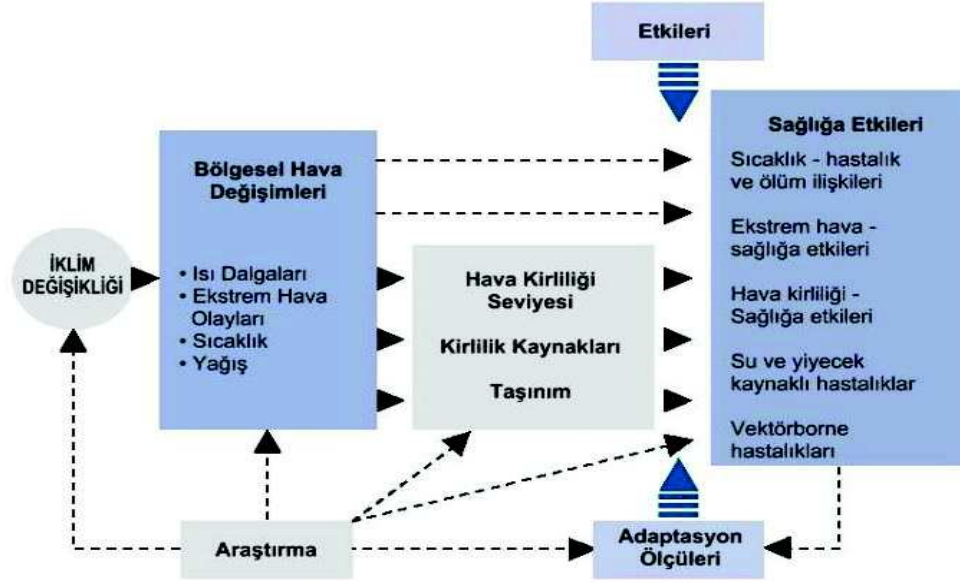 Etkileri
Sağlığa Etkileri
Sıcaklık - hastalık
ve ölüm ilişkileri
Ekstrem hava -
sağlığa etkileri
Hava kirliliği -
Sağlığa etkileri
Su ve yiyecek
kaynaklı hastalıklar
Vektörborne
hastalıkları
Bölgesel Hava
Değişimleri
• Isı Dalgaları
• Ekstrem Hava
Olayları
• Sıcaklık
• Yağış
İKLİM
DEĞİŞİKLİĞİ
Hava Kirliliği
Seviyesi
Kirlilik Kaynakları
Taşınım
Araştırma
Adaptasyon
Ölçüleri